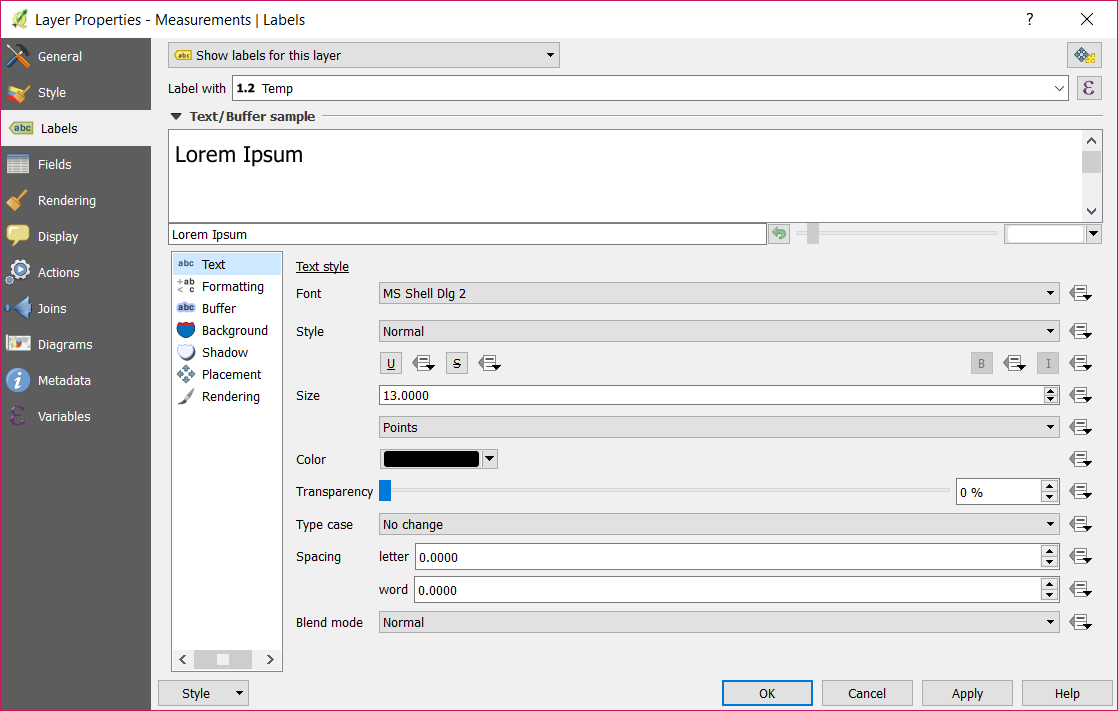 Layer Properties - Measurements | Labels
?
General
Style
abc Labels
Fields
Rendering
Display
Actions
Joins
Diagrams
Metadata
Variables
abc Show labels for this layer
Label with 1.2 Temp
ε
Text/Buffer sample
Lorem Ipsum
Lorem Ipsum
abc Text
+ab < c Formatting
abc Buffer
Background
Shadow
Placement
Rendering
Text style
Font MS Shell Dlg 2
Style Normal
U S B I
Size 13.0000
Points
Color
Transparency 0 %
Type case No change
Spacing letter 0.0000
word 0.0000
Blend mode Normal
Style OK Cancel Apply Help